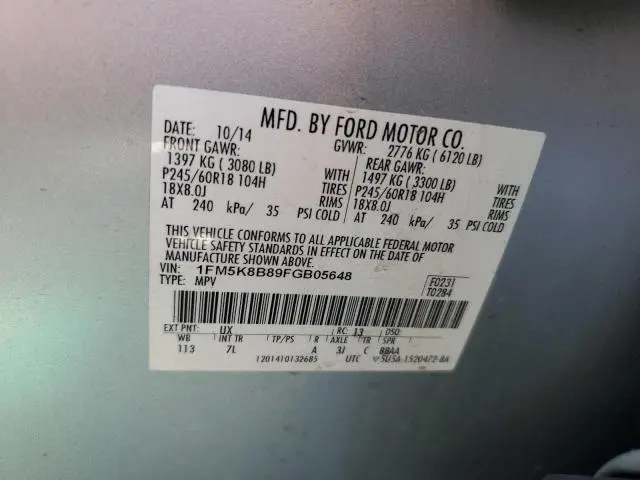 MFD. BY FORD MOTOR CO.
DATE: 10/14 GVWR: 2776 KG ( 6120 LB)
FRONT GAWR: REAR GAWR:
1397 KG ( 3080 LB) WITH 1497 KG ( 3300 LB) WITH
P245/60R18 104H TIRES P245/60R18 104H TIRES
18X8.0J RIMS 18X8.0J RIMS
AT 240 kPa/ 35 PSI COLD AT 240 kPa/ 35 PSI COLD
THIS VEHICLE CONFORMS TO ALL APPLICABLE FEDERAL MOTOR
VEHICLE SAFETY STANDARDS IN EFFECT ON THE DATE OF
MANUFACTURE SHOWN ABOVE.
VIN: 1FM5K8B89FGB05648 F0231
TYPE: MPV T0284
EXT PNT: UX RC: 13 DSO:
WB INT TR TP/PS R AXLE TR SPR
113 7L A 3J C BBAA
1201410132685 UTC 5U5A-1520472-BA